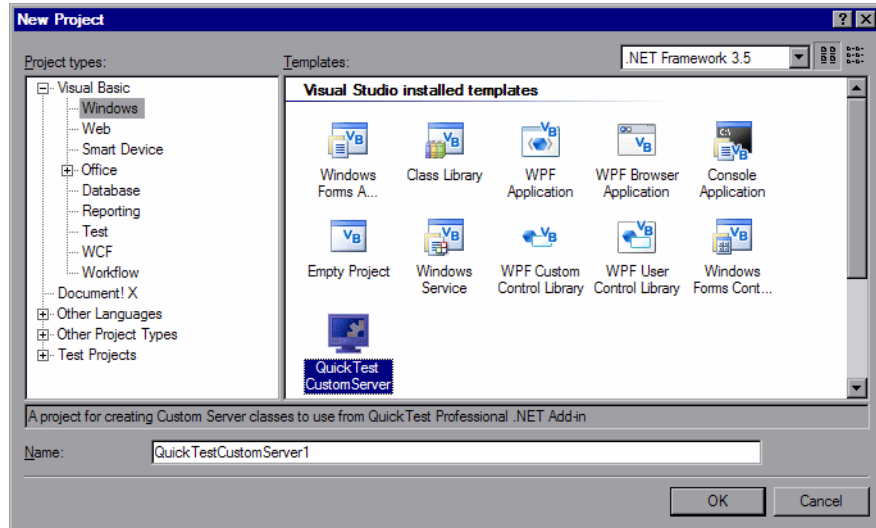 New Project
Project types:
Templates:
.NET Framework 3.5
Visual Basic
Windows
Web
Smart Device
Office
Database
Reporting
Test
WCF
Workflow
Document! X
Other Languages
Other Project Types
Test Projects
Visual Studio installed templates
Windows Forms A...
Class Library
WPF Application
WPF Browser Application
Console Application
Empty Project
Windows Service
WPF Custom Control Library
WPF User Control Library
Windows Forms Cont...
QuickTest CustomServer
A project for creating Custom Server classes to use from QuickTest Professional .NET Add-in
Name:
QuickTestCustomServer1
OK
Cancel